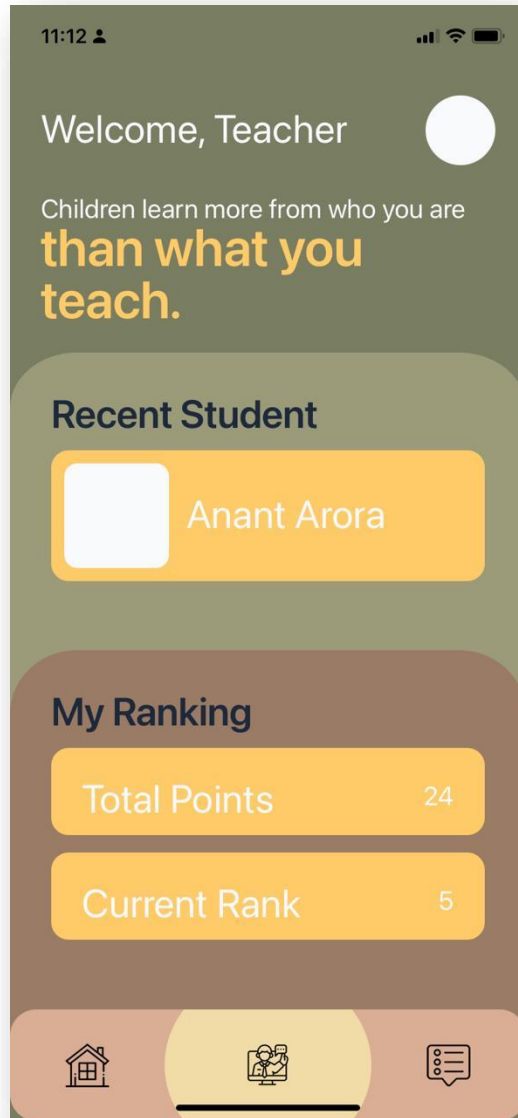 11:12
Welcome, Teacher
Children learn more from who you are
than what you
teach.
Recent Student
Anant Arora
My Ranking
Total Points 24
Current Rank 5